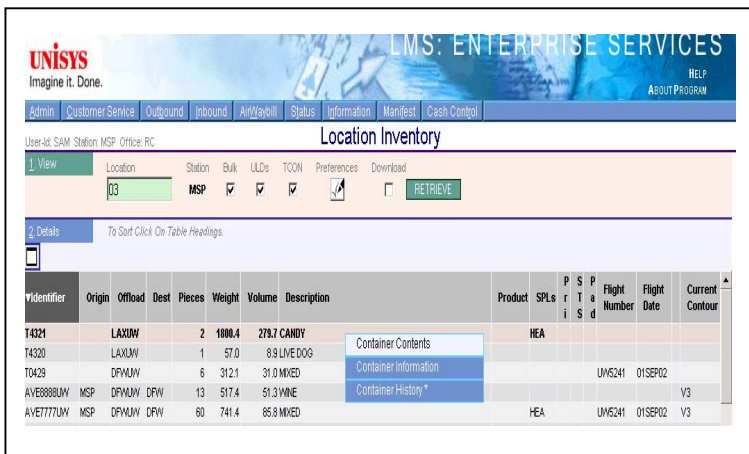 LMS: ENTERPRISE SERVICES
UNISYS
Imagine it. Done.
HELP
ABOUT PROGRAM
Admin Customer Service Outbound Inbound AirWaybill Status Information Manifest Cash Control
User-Id: SAM Station: MSP Office: RC
Location Inventory
1. View Location Station Bulk ULDs TCON Preferences Download
03 MSP RETRIEVE
2. Details To Sort Click On Table Headings.
Identifier Origin Offload Dest Pieces Weight Volume Description Product SPLs Pri STS Pad Flight Number Flight Date Current Contour
T4321 LAXUW 2 1800.4 279.7 CANDY HEA
Container Contents
T4320 LAXUW 1 57.0 8.9 LIVE DOG
Container Information
T0429 DFWUW 6 312.1 31.0 MIXED UW5241 01SEP02
Container History *
AVE8888UW MSP DFWUW DFW 13 517.4 51.3 WINE V3
AVE7777UW MSP DFWUW DFW 60 741.4 85.8 MIXED HEA UW5241 01SEP02 V3